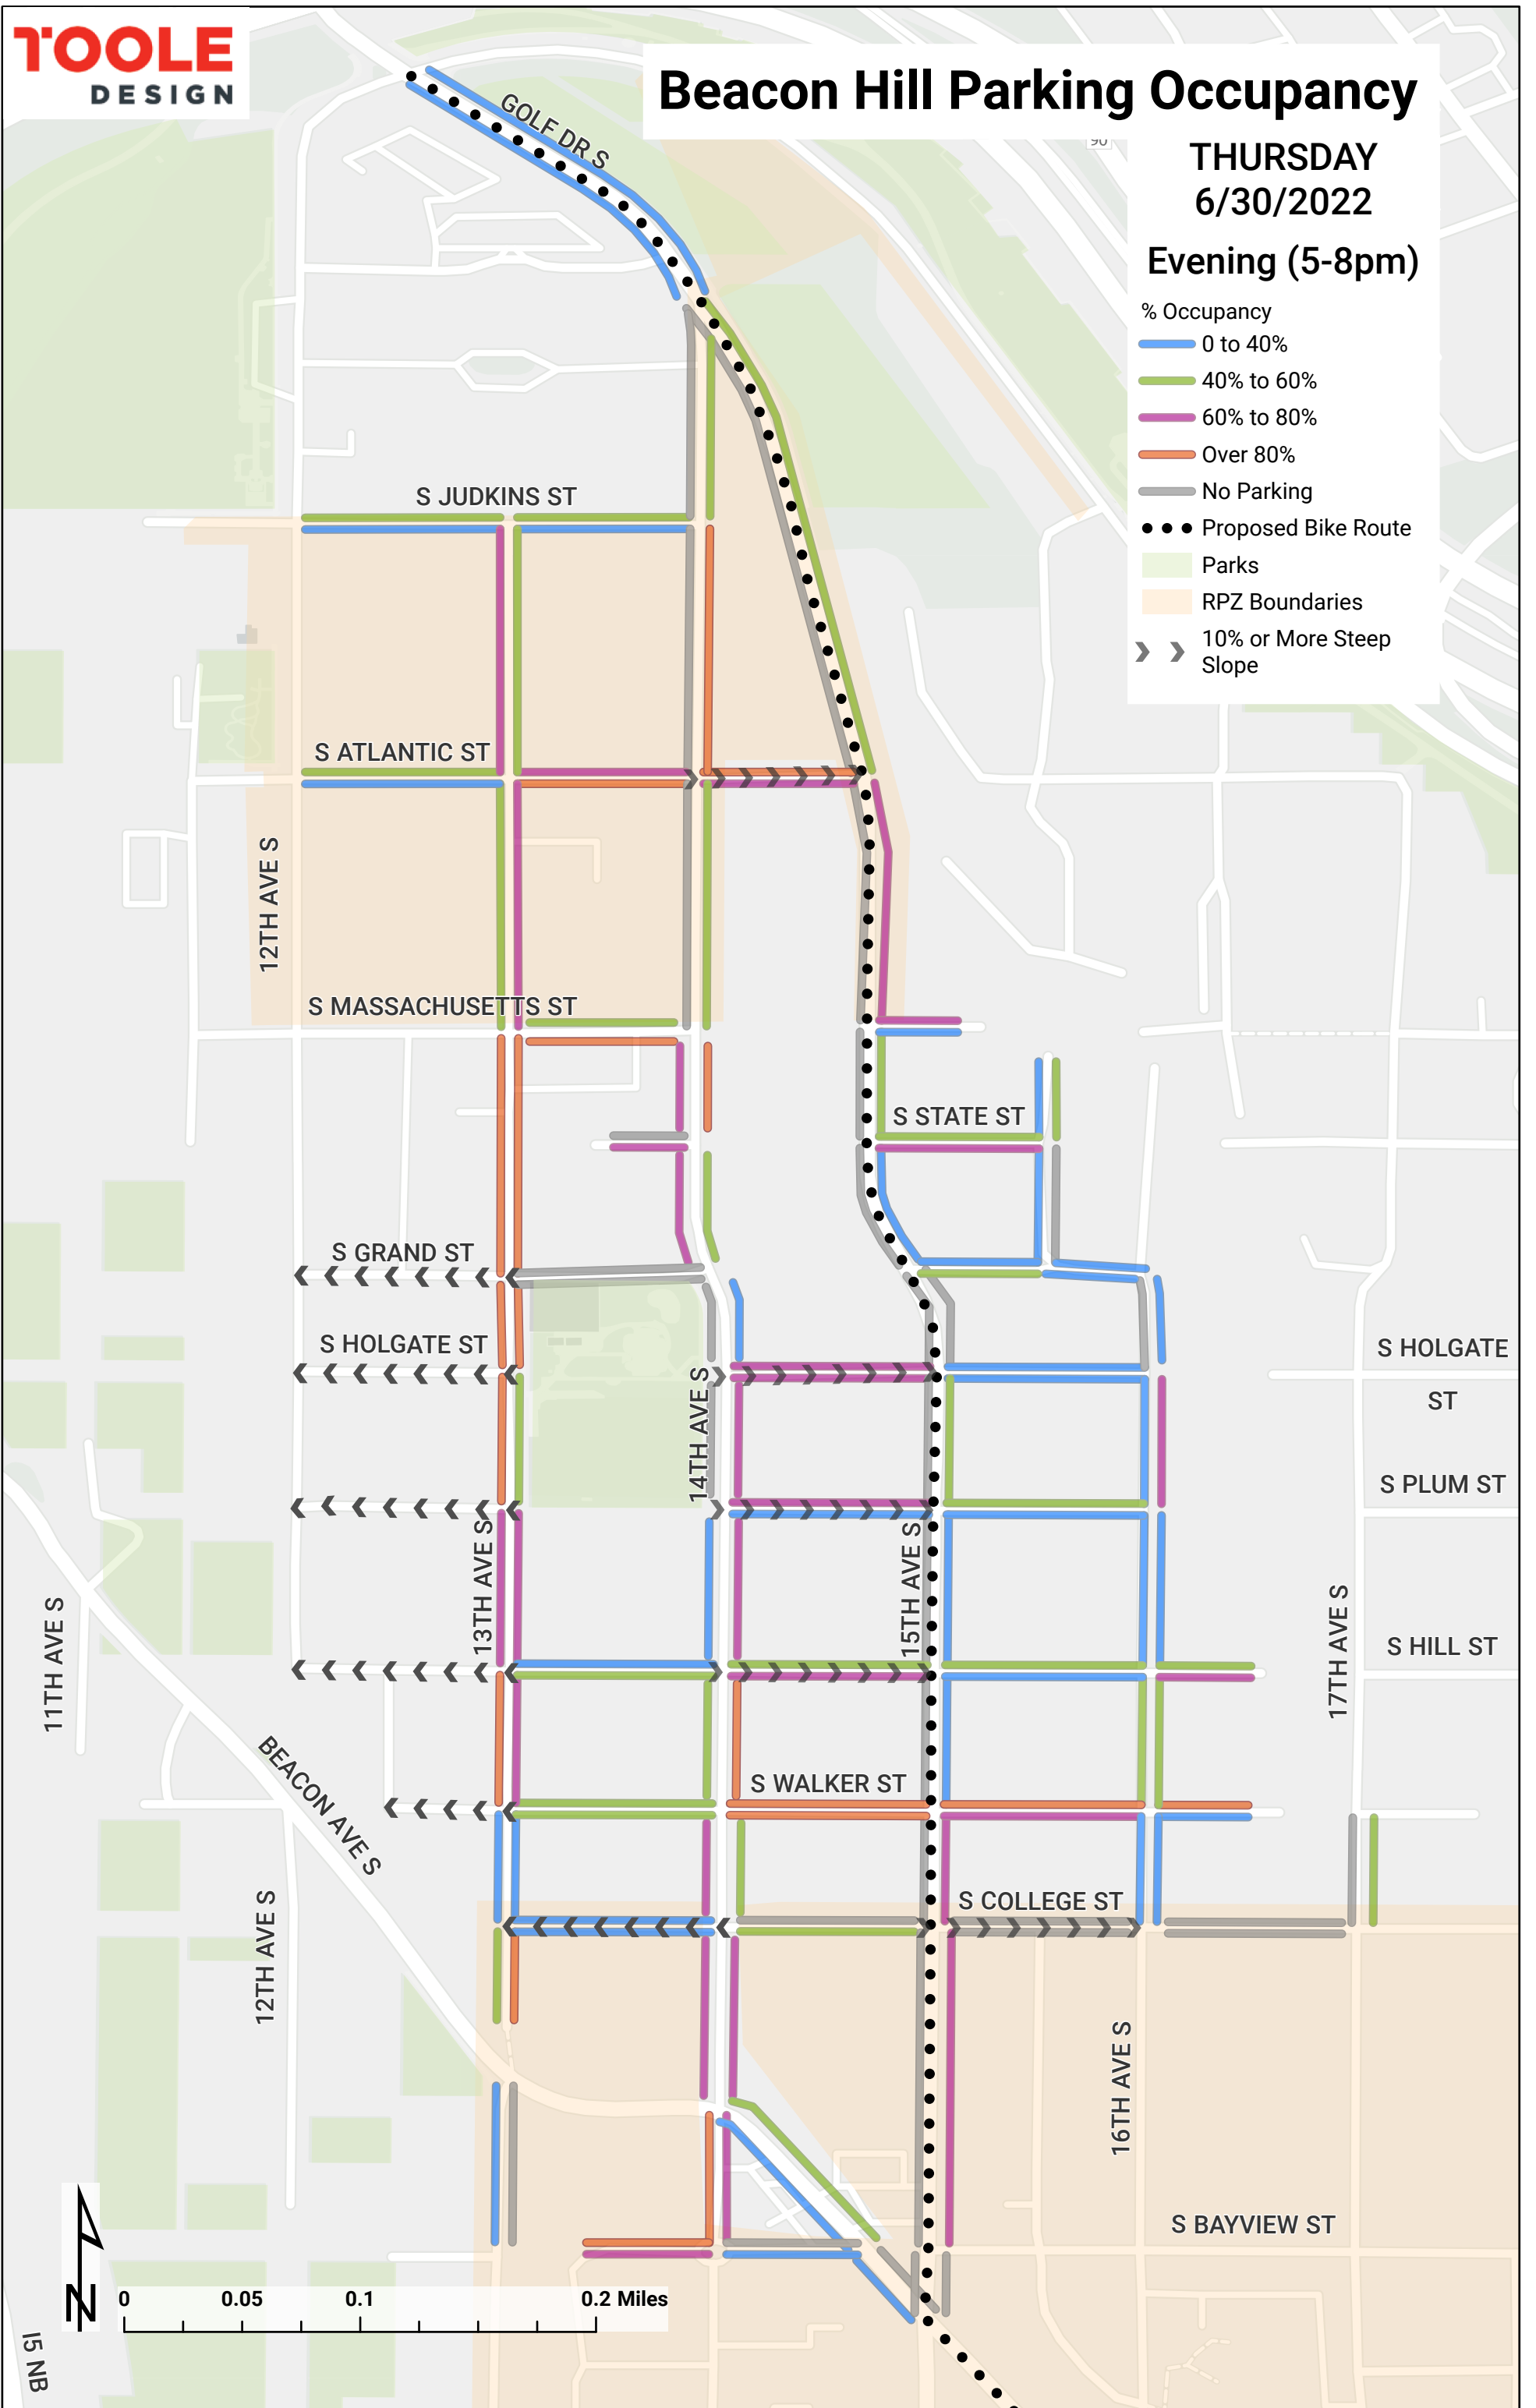 TOOLE
DESIGN
Beacon Hill Parking Occupancy
THURSDAY
6/30/2022
Evening (5-8pm)
% Occupancy
0 to 40%
40% to 60%
60% to 80%
Over 80%
No Parking
Proposed Bike Route
Parks
RPZ Boundaries
10% or More Steep
Slope
90
GOLF DR S
S JUDKINS ST
S ATLANTIC ST
12TH AVE S
S MASSACHUSETTS ST
S STATE ST
S GRAND ST
S HOLGATE ST
S HOLGATE
ST
14TH AVE S
S PLUM ST
13TH AVE S
15TH AVE S
11TH AVE S
17TH AVE S
S HILL ST
BEACON AVE S
S WALKER ST
S COLLEGE ST
12TH AVE S
16TH AVE S
S BAYVIEW ST
N
0 0.05 0.1 0.2 Miles
I5 NB